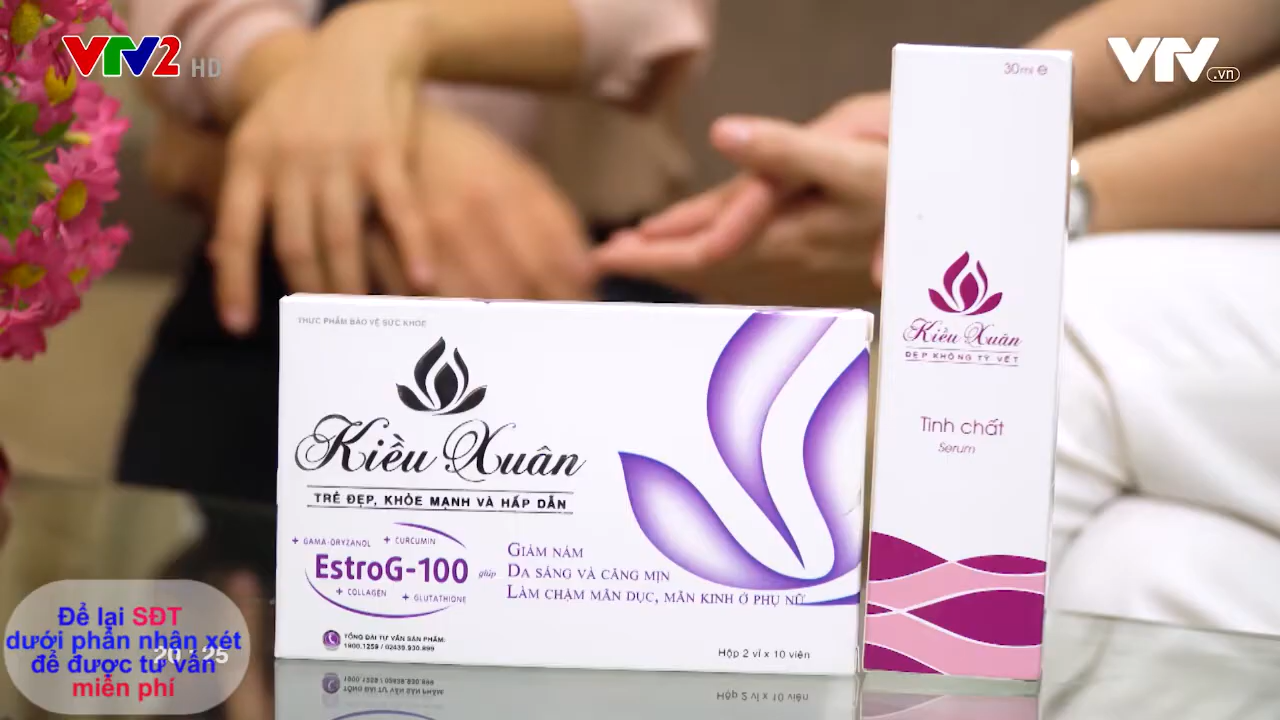 VTV2 HD
VTV.vn
30ml e
Kiều Xuân
ĐẸP KHÔNG TỲ VẾT
Tinh chất
Serum
THỰC PHẨM BẢO VỆ SỨC KHỎE
Kiều Xuân
TRẺ ĐẸP, KHỎE MẠNH VÀ HẤP DẪN
+ GAMA-ORYZANOL + CURCUMIN
EstroG-100 giúp
+ COLLAGEN + GLUTATHIONE
GIẢM NÁM
DA SÁNG VÀ CĂNG MỊN
LÀM CHẬM MÃN DỤC, MÃN KINH Ở PHỤ NỮ
TỔNG ĐÀI TƯ VẤN SẢN PHẨM:
1900.1259 / 02439.930.999
Hộp 2 vỉ x 10 viên
Để lại SĐT
dưới phần nhận xét
để được tư vấn
miễn phí